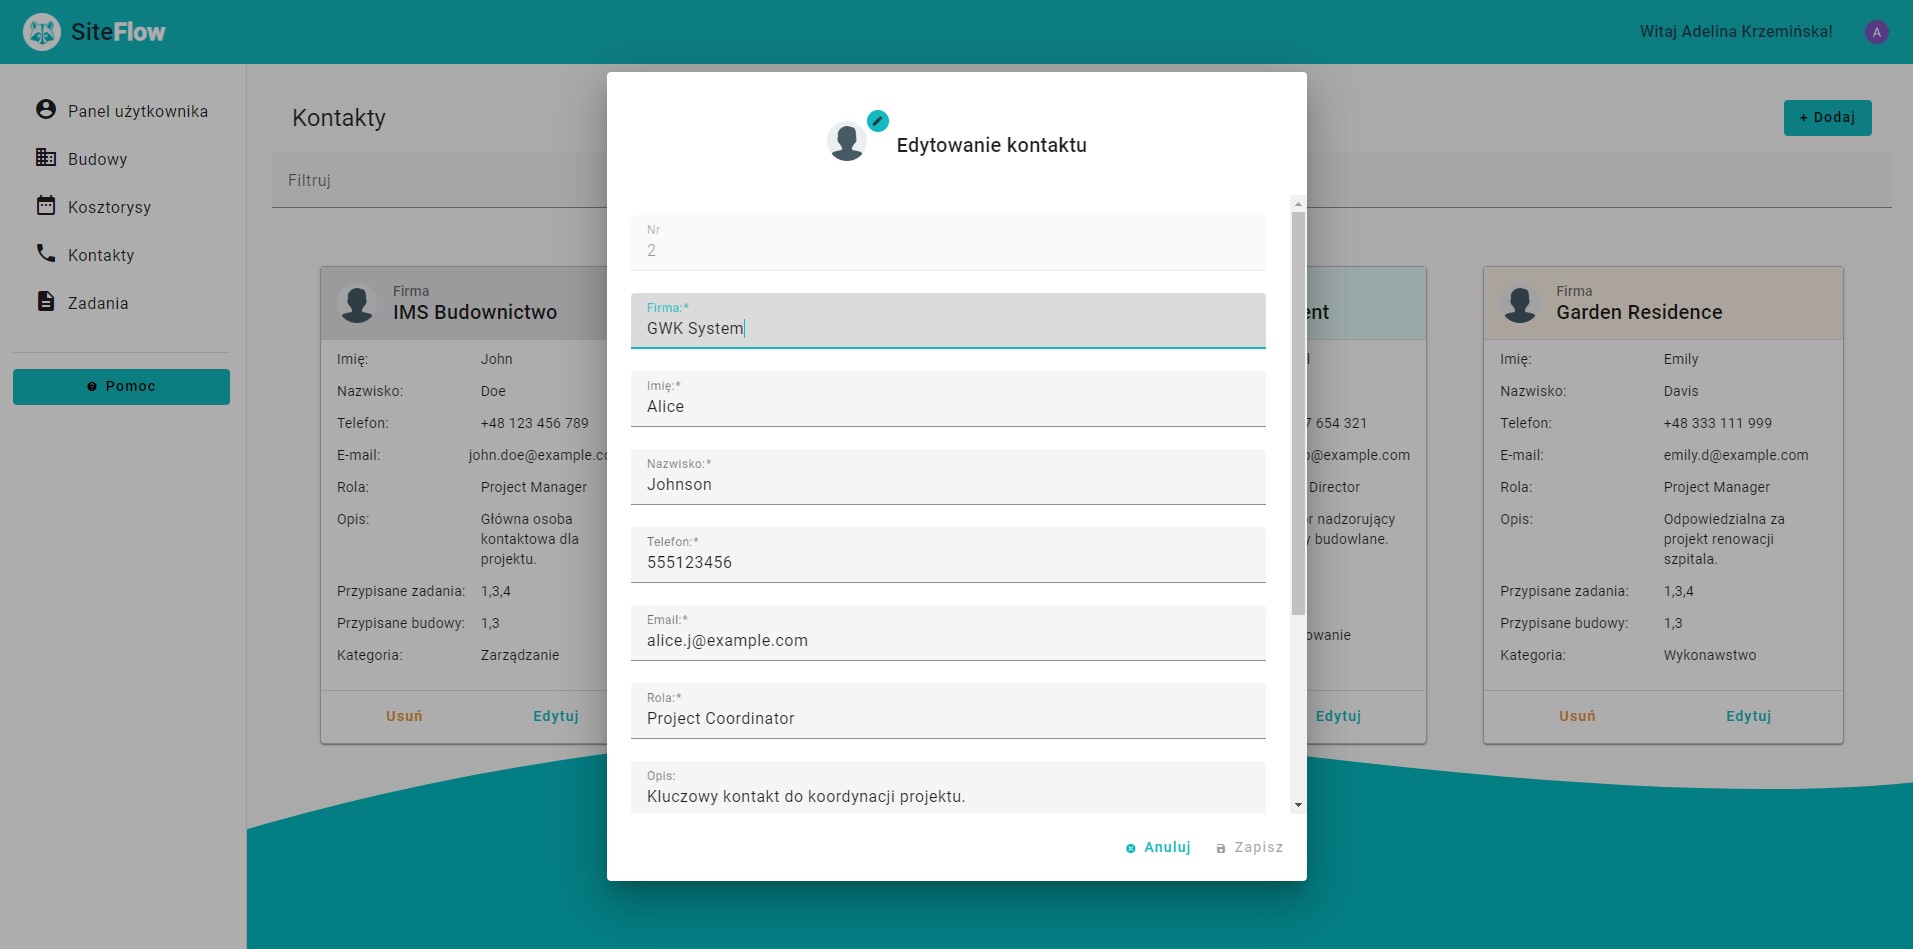 SiteFlow
Witaj Adelina Krzemińska!
A
Panel użytkownika
Budowy
Kosztorysy
Kontakty
Zadania
Pomoc
Kontakty
+ Dodaj
Filtruj
Firma
IMS Budownictwo
Imię: John
Nazwisko: Doe
Telefon: +48 123 456 789
E-mail: john.doe@example.co
Rola: Project Manager
Opis: Główna osoba
kontaktowa dla
projektu.
Przypisane zadania: 1,3,4
Przypisane budowy: 1,3
Kategoria: Zarządzanie
Usuń Edytuj
Edytowanie kontaktu
Nr
2
Firma:*
GWK System
Imię:*
Alice
Nazwisko:*
Johnson
Telefon:*
555123456
Email:*
alice.j@example.com
Rola:*
Project Coordinator
Opis:
Kluczowy kontakt do koordynacji projektu.
Anuluj Zapisz
ent
7 654 321
@example.com
Director
nadzorujący
budowlane.
owanie
Edytuj
Firma
Garden Residence
Imię: Emily
Nazwisko: Davis
Telefon: +48 333 111 999
E-mail: emily.d@example.com
Rola: Project Manager
Opis: Odpowiedzialna za
projekt renowacji
szpitala.
Przypisane zadania: 1,3,4
Przypisane budowy: 1,3
Kategoria: Wykonawstwo
Usuń Edytuj